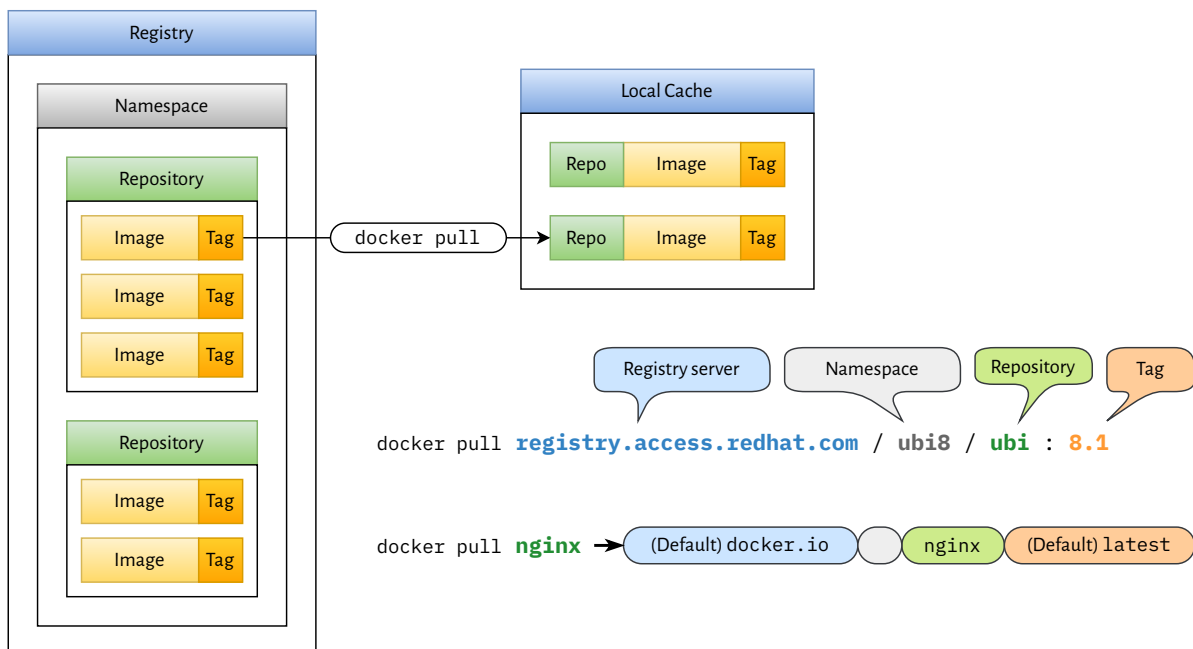 Registry
Namespace
Repository
Image Tag
Image Tag
Image Tag
Repository
Image Tag
Image Tag
docker pull
Local Cache
Repo Image Tag
Repo Image Tag
Registry server Namespace Repository Tag
docker pull registry.access.redhat.com / ubi8 / ubi : 8.1
docker pull nginx (Default) docker.io nginx (Default) latest